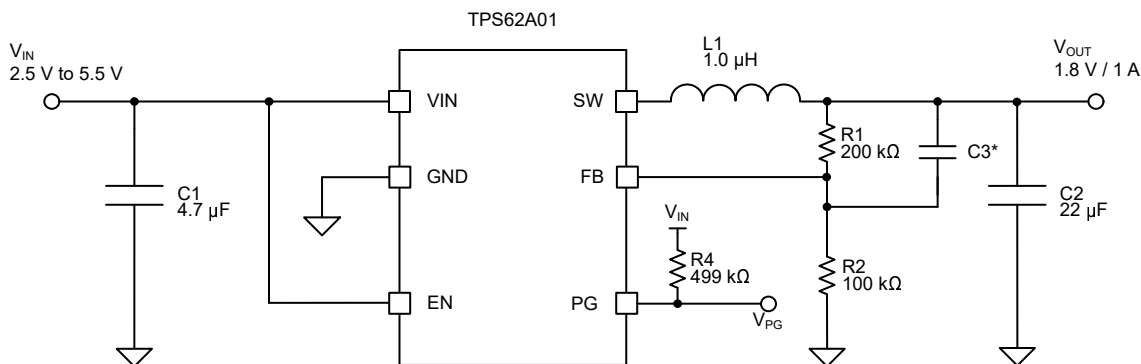 TPS62A01
VIN
2.5 V to 5.5 V
L1
1.0 µH
VOUT
1.8 V / 1 A
VIN
SW
R1
200 kΩ
C3*
GND
FB
C1
4.7 µF
C2
22 µF
VIN
R4
499 kΩ
R2
100 kΩ
EN
PG
VPG